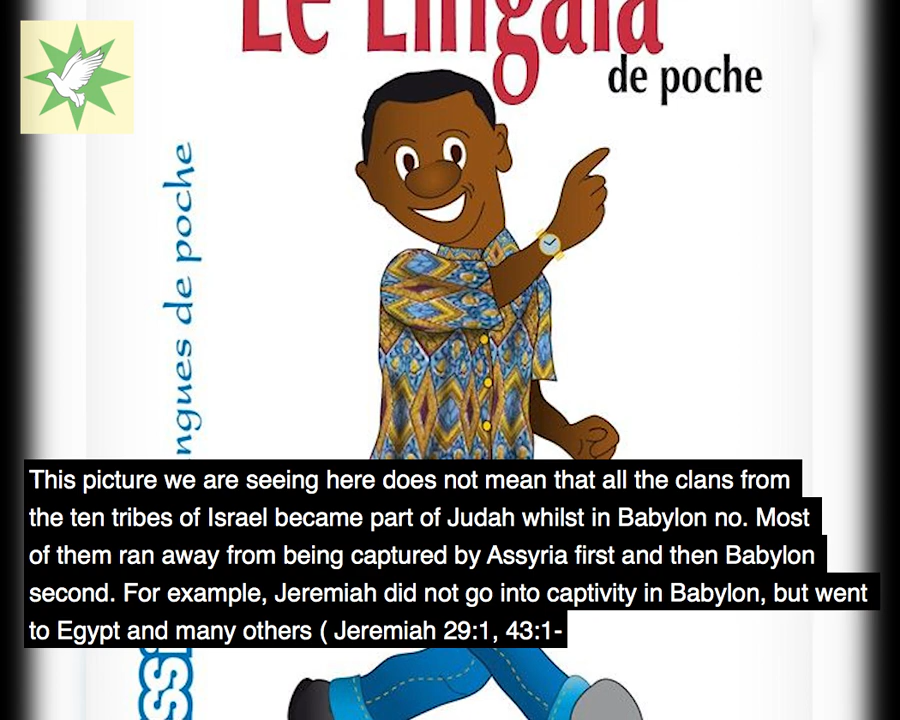 Le Lingala
de poche
ngues de poche
This picture we are seeing here does not mean that all the clans from
the ten tribes of Israel became part of Judah whilst in Babylon no. Most
of them ran away from being captured by Assyria first and then Babylon
second. For example, Jeremiah did not go into captivity in Babylon, but went
to Egypt and many others ( Jeremiah 29:1, 43:1-
SSI